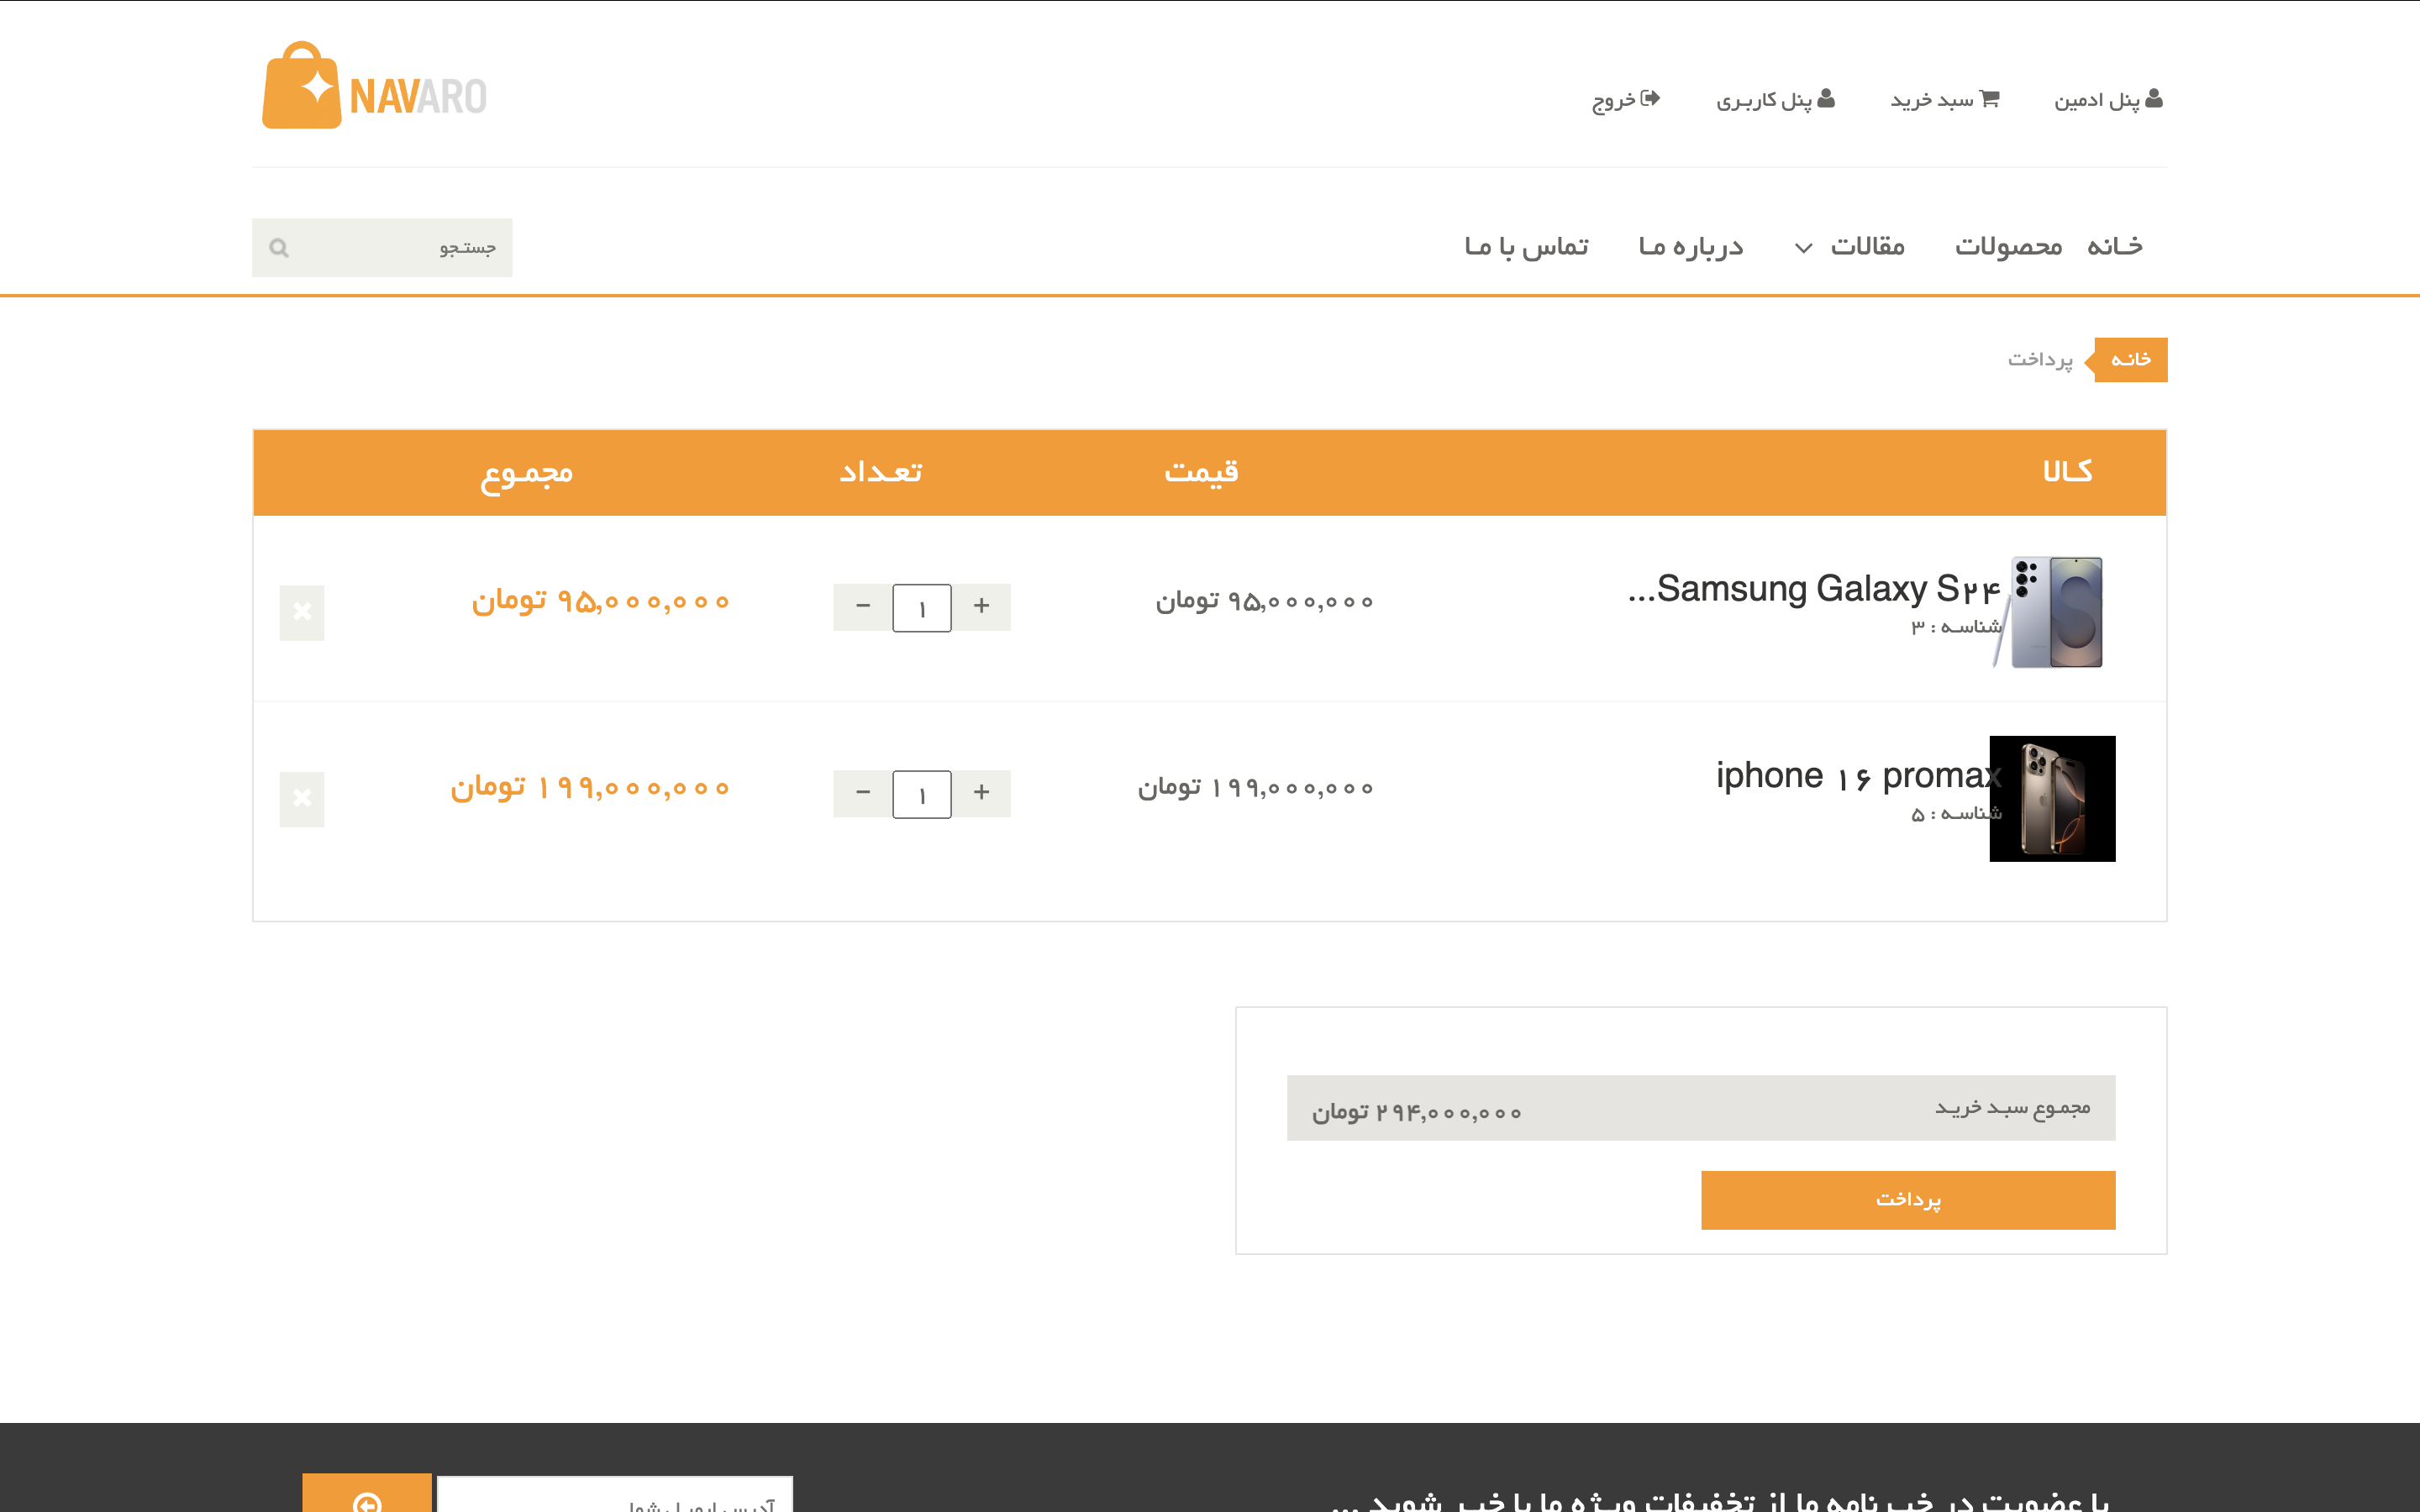 NAVARO
پنل ادمین
سبد خرید
پنل کاربری
خروج
خانه
محصولات
مقالات
درباره ما
تماس با ما
جستجو
خانه
پرداخت
کالا
قیمت
تعداد
مجموع
Samsung Galaxy S۲۴...
شناسه : ۳
۹۵,۰۰۰,۰۰۰ تومان
+
۱
-
۹۵,۰۰۰,۰۰۰ تومان
iphone ۱۶ promax
شناسه : ۵
۱۹۹,۰۰۰,۰۰۰ تومان
+
۱
-
۱۹۹,۰۰۰,۰۰۰ تومان
مجموع سبد خرید
۲۹۴,۰۰۰,۰۰۰ تومان
پرداخت
با عضویت در خبرنامه ما از تخفیفات ویژه ما با خبر شوید ...
آدرس ایمیل شما